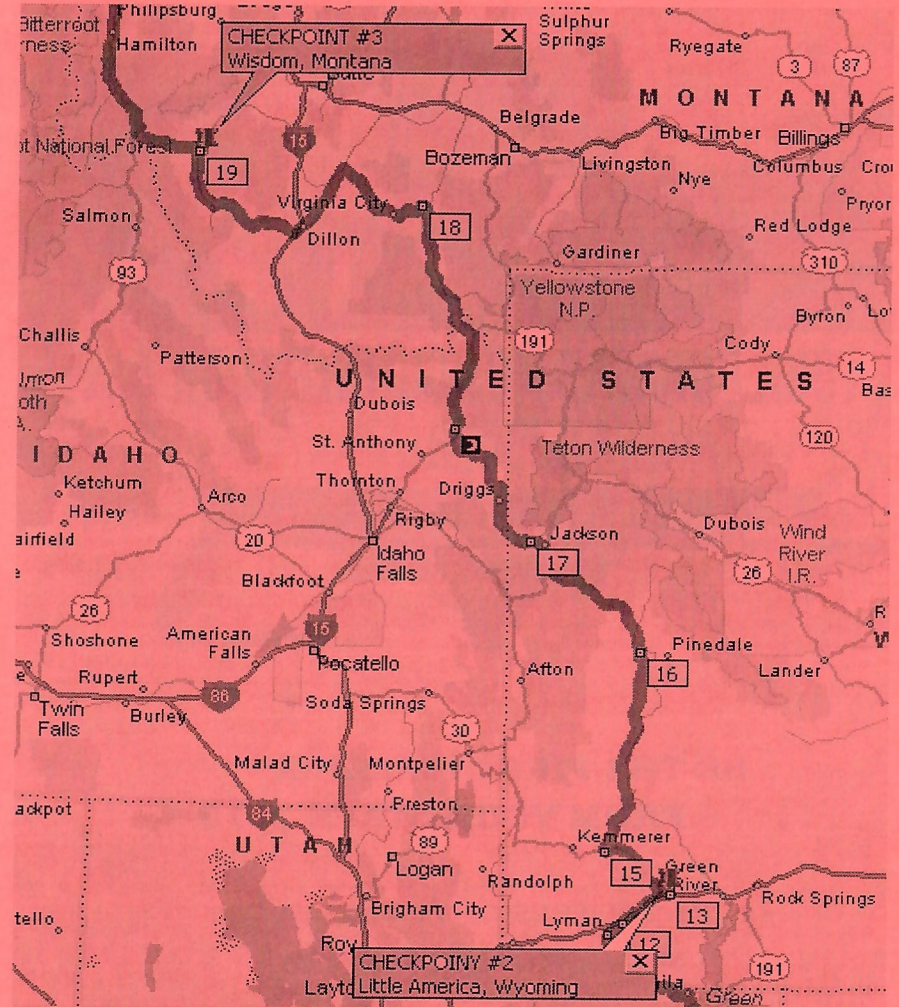 Philipsburg
Bitterroot
Hamilton
CHECKPOINT #3
Wisdom, Montana
Sulphur
Springs
Ryegate
3
87
MONTANA
Belgrade
Big Timber
Billings
15
Bozeman
Livingston
Columbus
National Forest
19
Nye
Virginia City
Pryor
Salmon
18
Red Lodge
Dillon
Gardiner
310
93
Yellowstone
N.P.
Byron
Challis
191
Cody
Patterson
14
UNITED STATES
Dubois
120
St. Anthony
Teton Wilderness
IDAHO
Ketchum
Thornton
Driggs
Arco
Hailey
Rigby
Jackson
Dubois
Wind
River
I.R.
airfield
20
Idaho
Falls
17
26
Blackfoot
26
15
Shoshone
American
Falls
Pinedale
Pocatello
16
Lander
Rupert
86
Afton
Twin
Falls
Burley
Soda Springs
30
Malad City
Montpelier
ackpot
Preston
84
UTAH
89
Kemmerer
Logan
15
Green
River
Randolph
Rock Springs
Brigham City
13
tello
Lyman
Roy
12
CHECKPOINY #2
Little America, Wyoming
191
Layto
Green